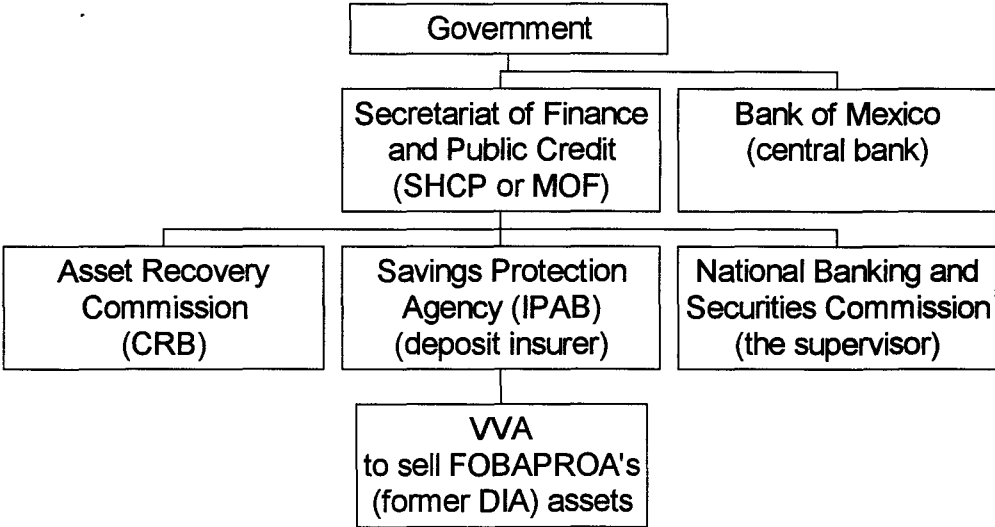 Government
Secretariat of Finance
and Public Credit
(SHCP or MOF)
Bank of Mexico
(central bank)
Asset Recovery
Commission
(CRB)
Savings Protection
Agency (IPAB)
(deposit insurer)
National Banking and
Securities Commission
(the supervisor)
VVA
to sell FOBAPROA's
(former DIA) assets